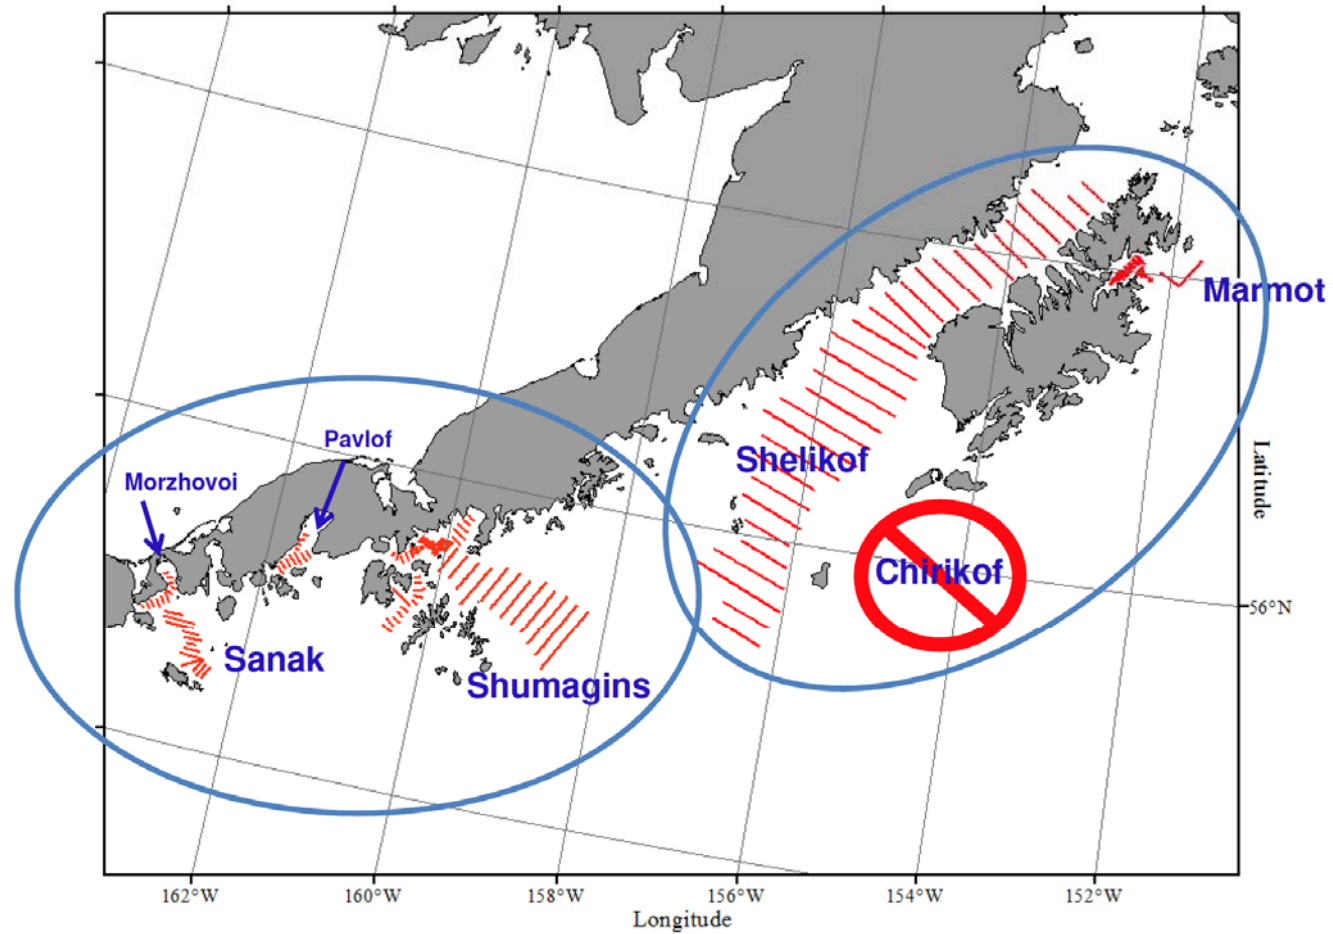 Marmot
Pavlof
Shelikof
Morzhovoi
Latitude
Chirikof
56°N
Sanak
Shumagins
162°W
160°W
158°W
156°W
154°W
152°W
Longitude